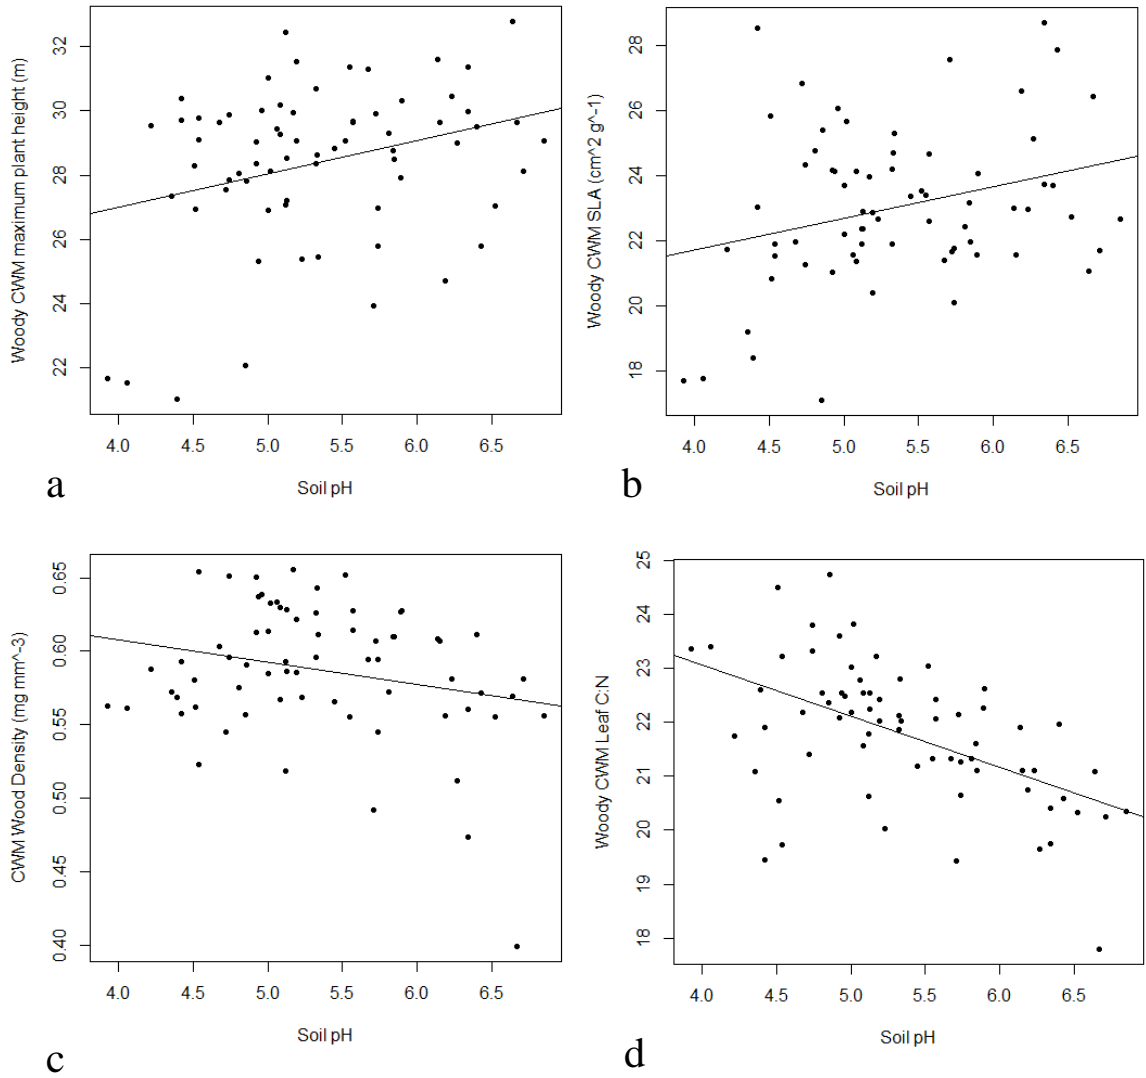 Woody CWM maximum plant height (m)
22 24 26 28 30 32
4.0 4.5 5.0 5.5 6.0 6.5
Soil pH
a
Woody CWM SLA (cm^2 g^-1)
18 20 22 24 26 28
4.0 4.5 5.0 5.5 6.0 6.5
Soil pH
b
CWM Wood Density (mg mm^-3)
0.40 0.45 0.50 0.55 0.60 0.65
4.0 4.5 5.0 5.5 6.0 6.5
Soil pH
c
Woody CWM Leaf C:N
18 19 20 21 22 23 24 25
4.0 4.5 5.0 5.5 6.0 6.5
Soil pH
d